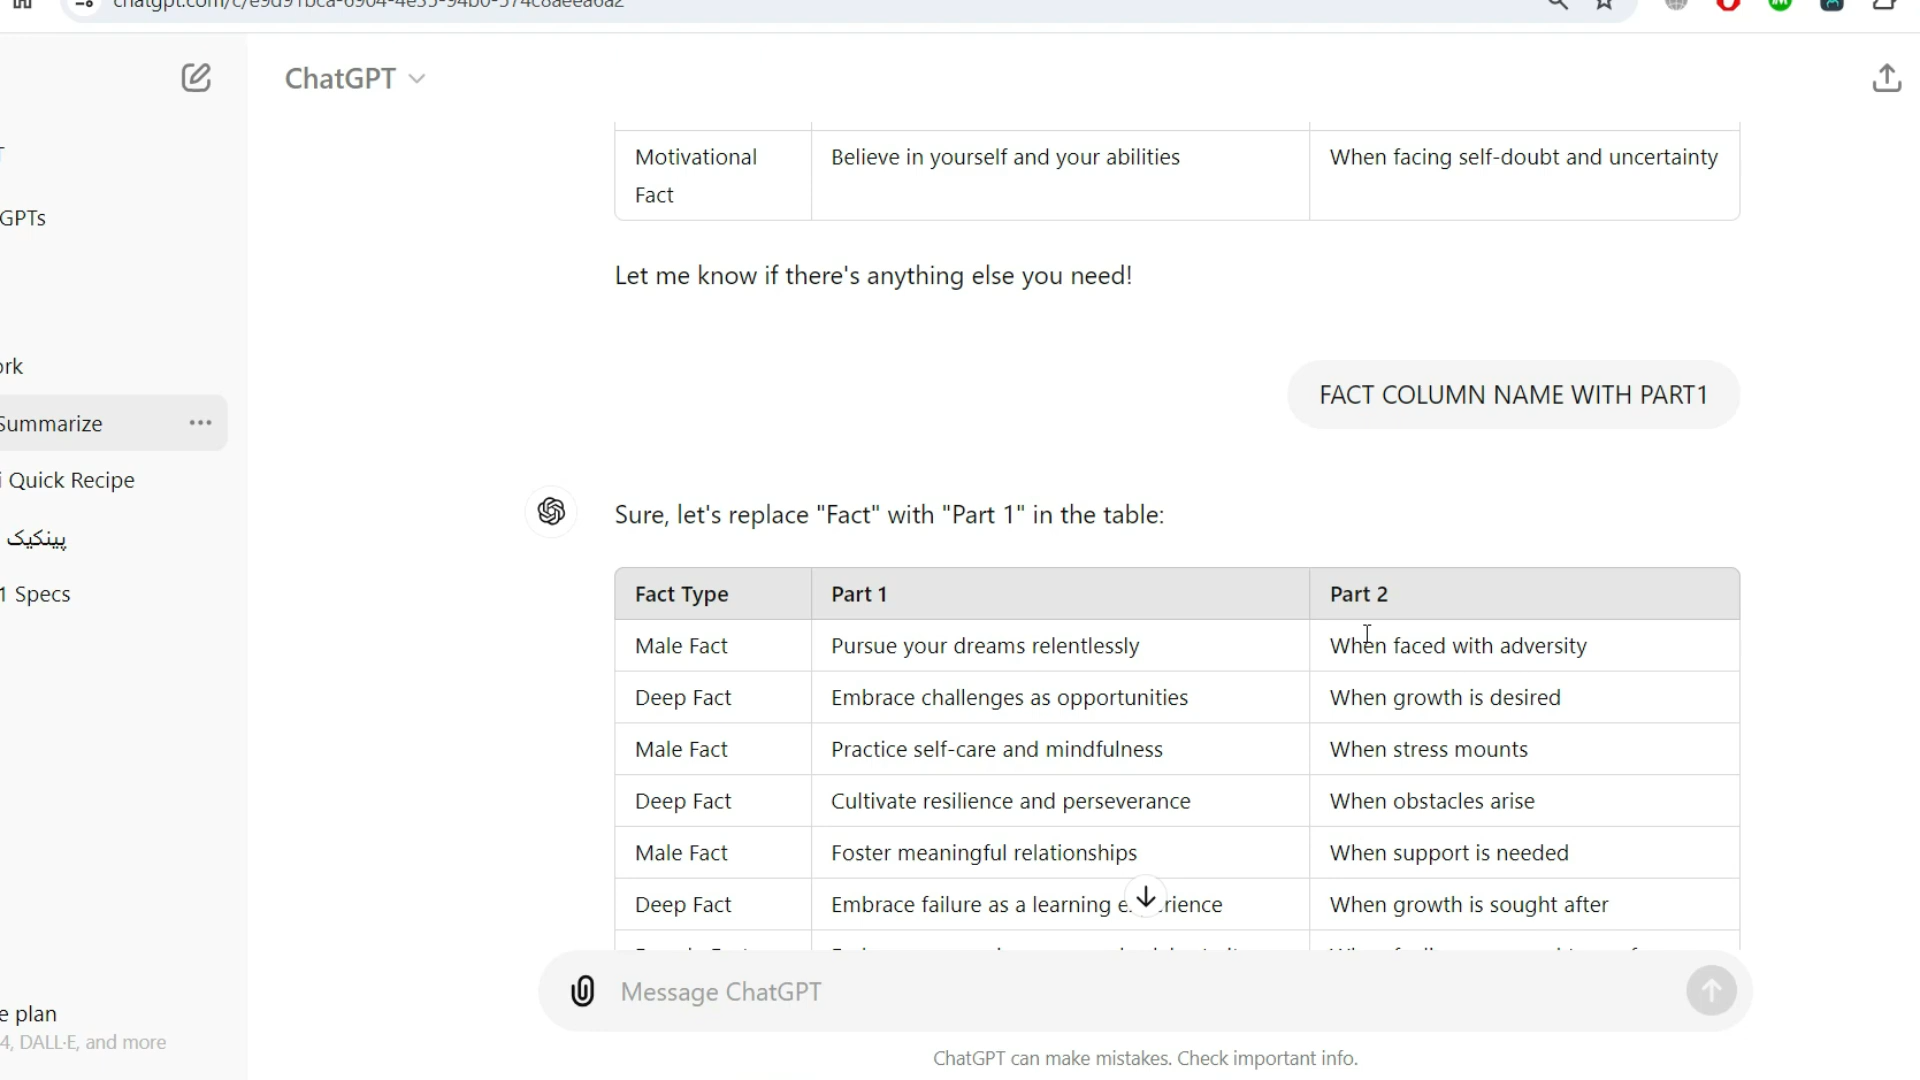 ChatGPT
GPTs
Motivational Fact
Believe in yourself and your abilities
When facing self-doubt and uncertainty
Let me know if there's anything else you need!
FACT COLUMN NAME WITH PART1
Summarize
Quick Recipe
پینکیک
1 Specs
Sure, let's replace "Fact" with "Part 1" in the table:
Fact Type Part 1 Part 2
Male Fact Pursue your dreams relentlessly When faced with adversity
Deep Fact Embrace challenges as opportunities When growth is desired
Male Fact Practice self-care and mindfulness When stress mounts
Deep Fact Cultivate resilience and perseverance When obstacles arise
Male Fact Foster meaningful relationships When support is needed
Deep Fact Embrace failure as a learning When growth is sought after
Message ChatGPT
e plan
4, DALL·E, and more
ChatGPT can make mistakes. Check important info.